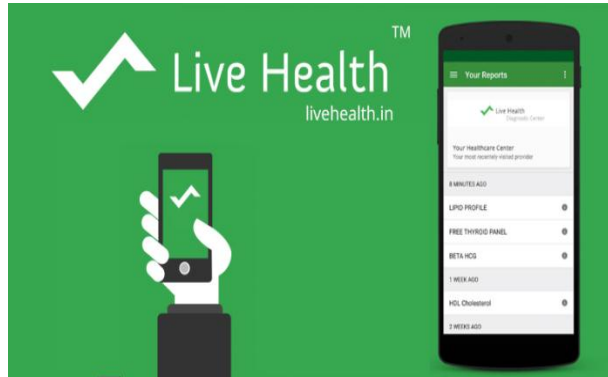 Live Health
TM
livehealth.in
Your Reports
Live Health
Diagnostic Center
Your Healthcare Center
Your most recently visited provider
8 MINUTES AGO
LIPID PROFILE
FREE THYROID PANEL
BETA HCG
1 WEEK AGO
HDL Cholesterol
2 WEEKS AGO